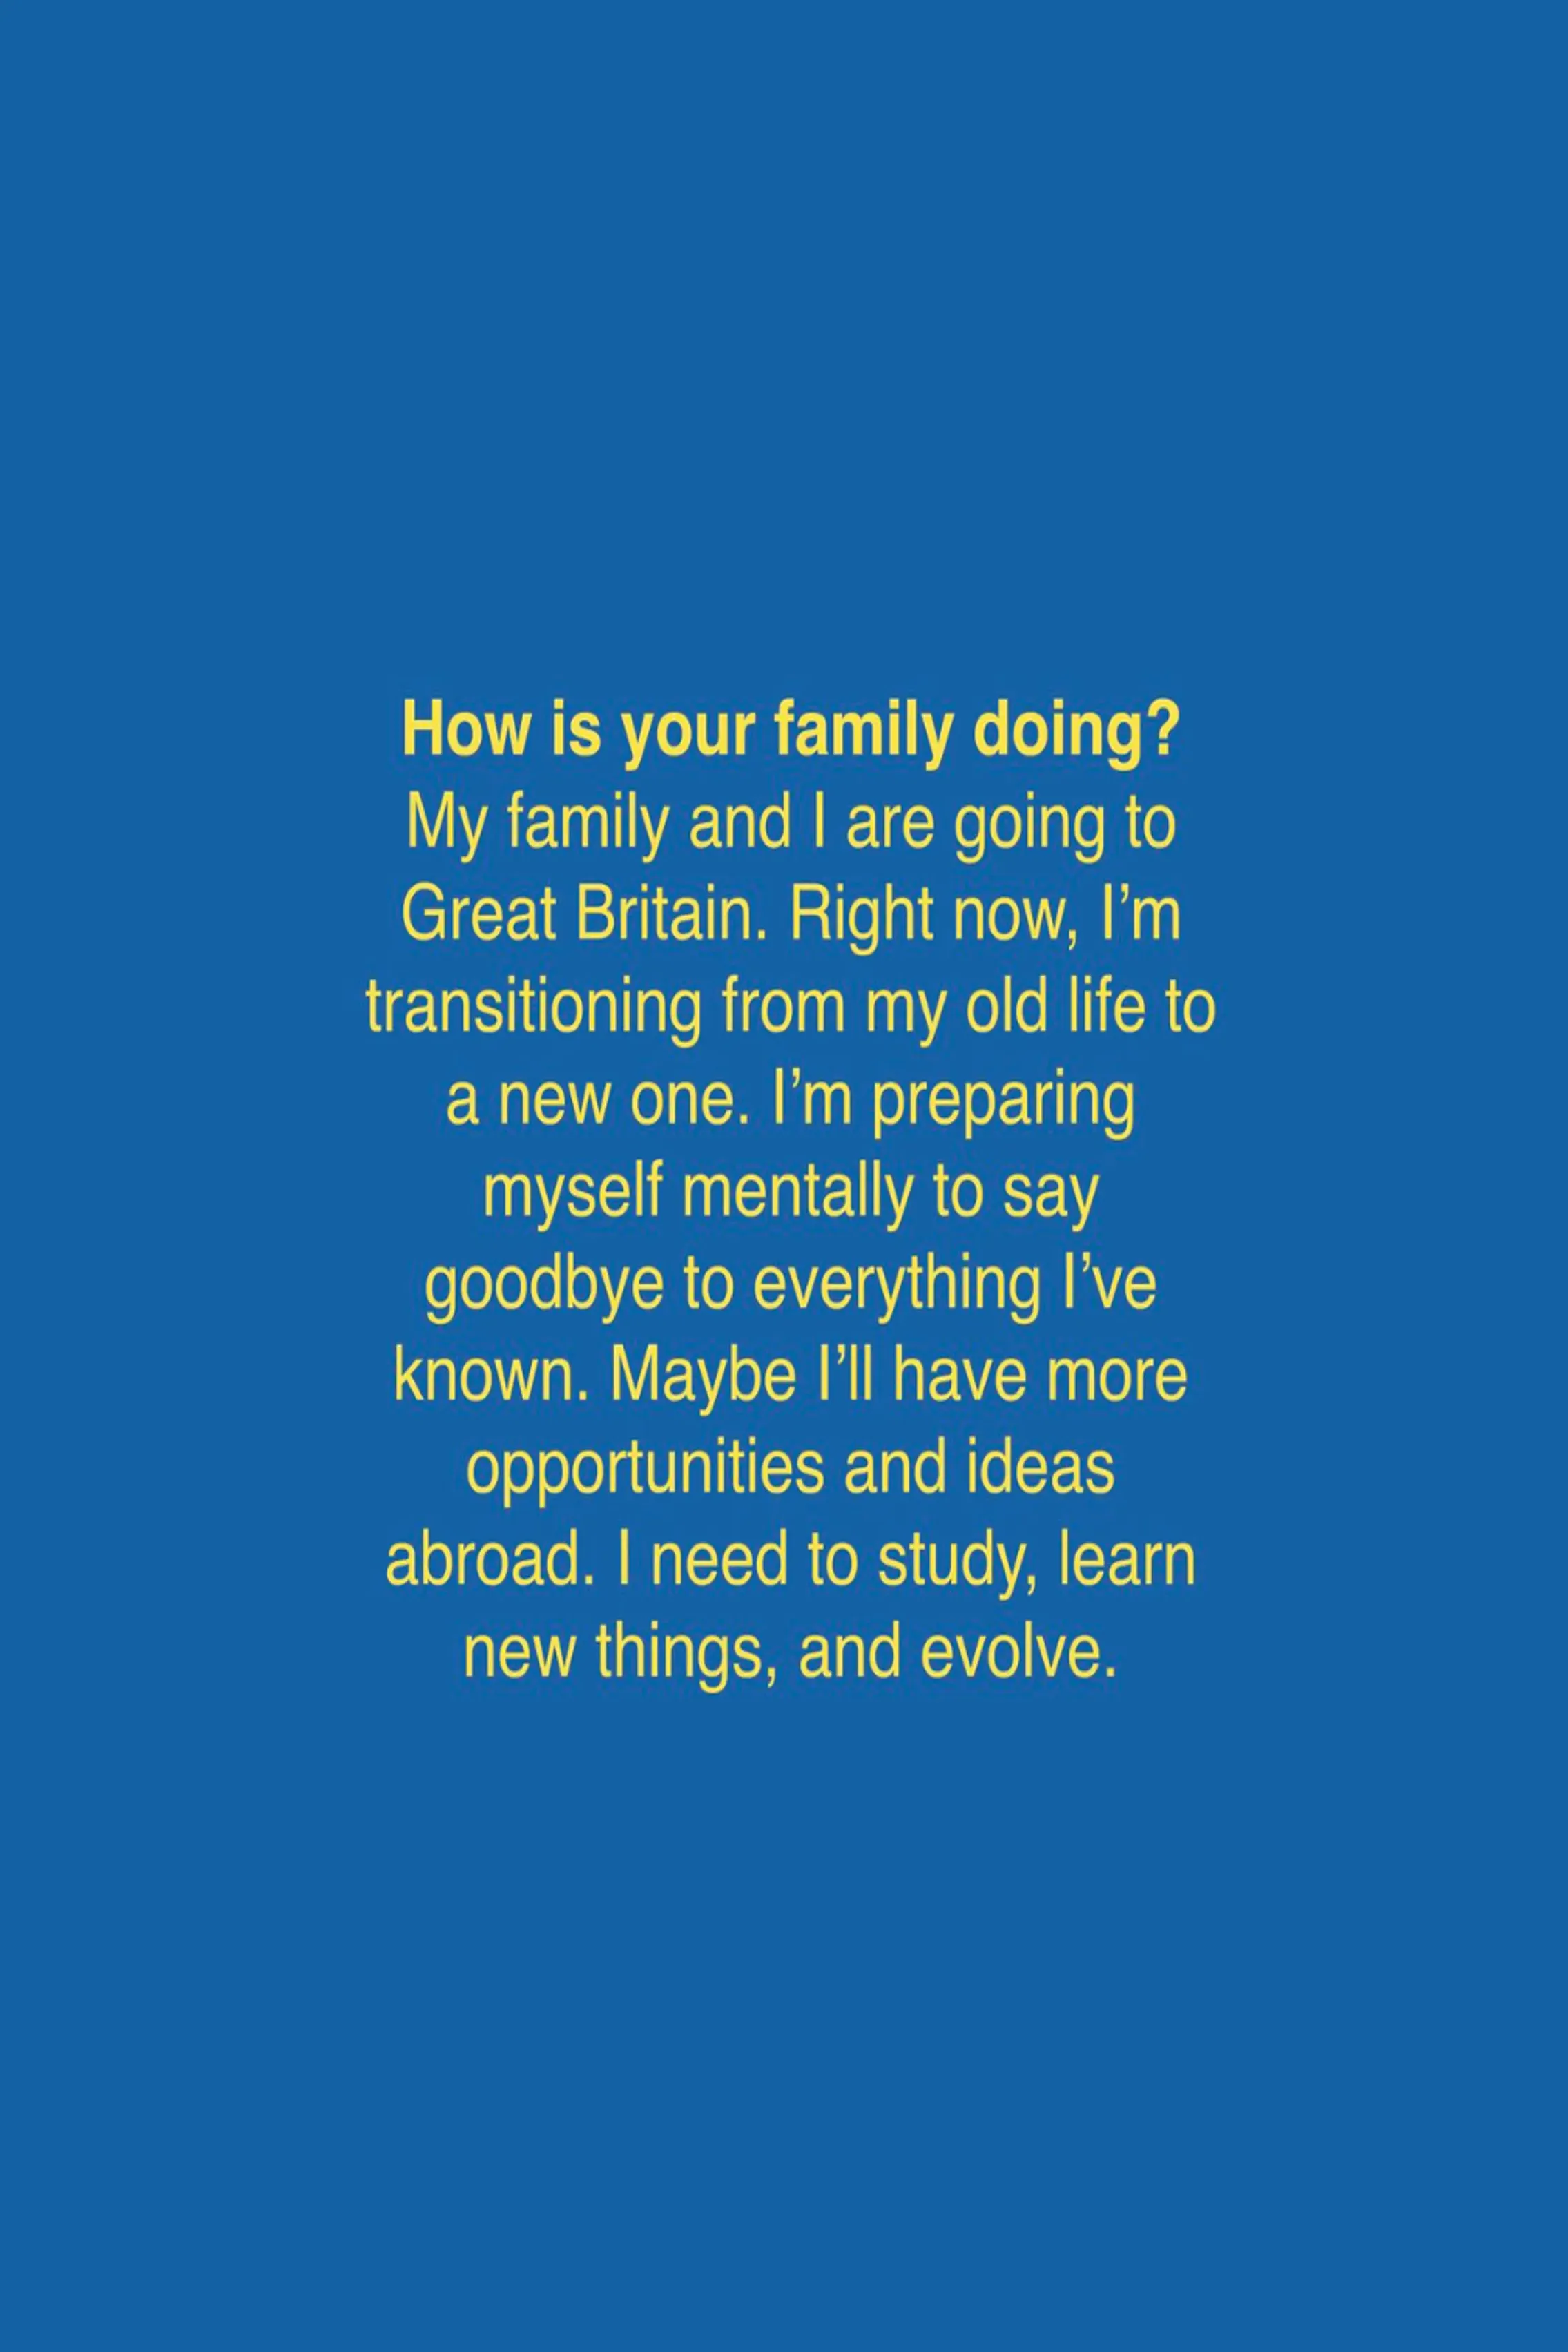 How is your family doing?
My family and I are going to
Great Britain. Right now, I’m
transitioning from my old life to
a new one. I’m preparing
myself mentally to say
goodbye to everything I’ve
known. Maybe I’ll have more
opportunities and ideas
abroad. I need to study, learn
new things, and evolve.